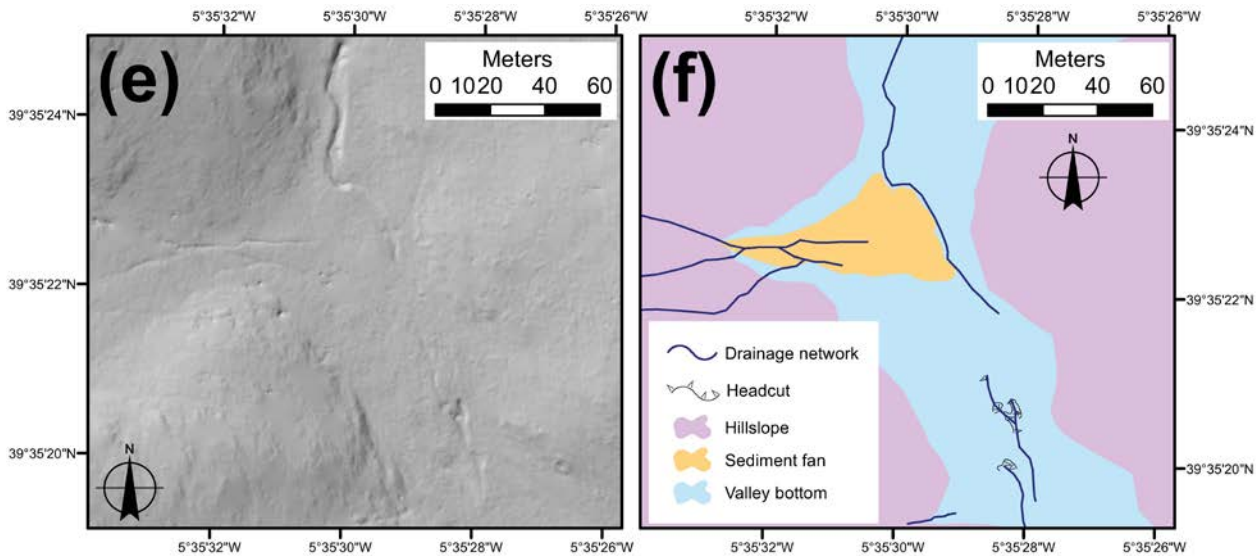 5°35'32"W 5°35'30"W 5°35'28"W 5°35'26"W
(e)
Meters
0 10 20 40 60
39°35'24"N
39°35'22"N
39°35'20"N
N
5°35'32"W 5°35'30"W 5°35'28"W 5°35'26"W
5°35'32"W 5°35'30"W 5°35'28"W 5°35'26"W
(f)
Meters
0 10 20 40 60
N
39°35'24"N
39°35'22"N
39°35'20"N
Drainage network
Headcut
Hillslope
Sediment fan
Valley bottom
5°35'32"W 5°35'30"W 5°35'28"W 5°35'26"W